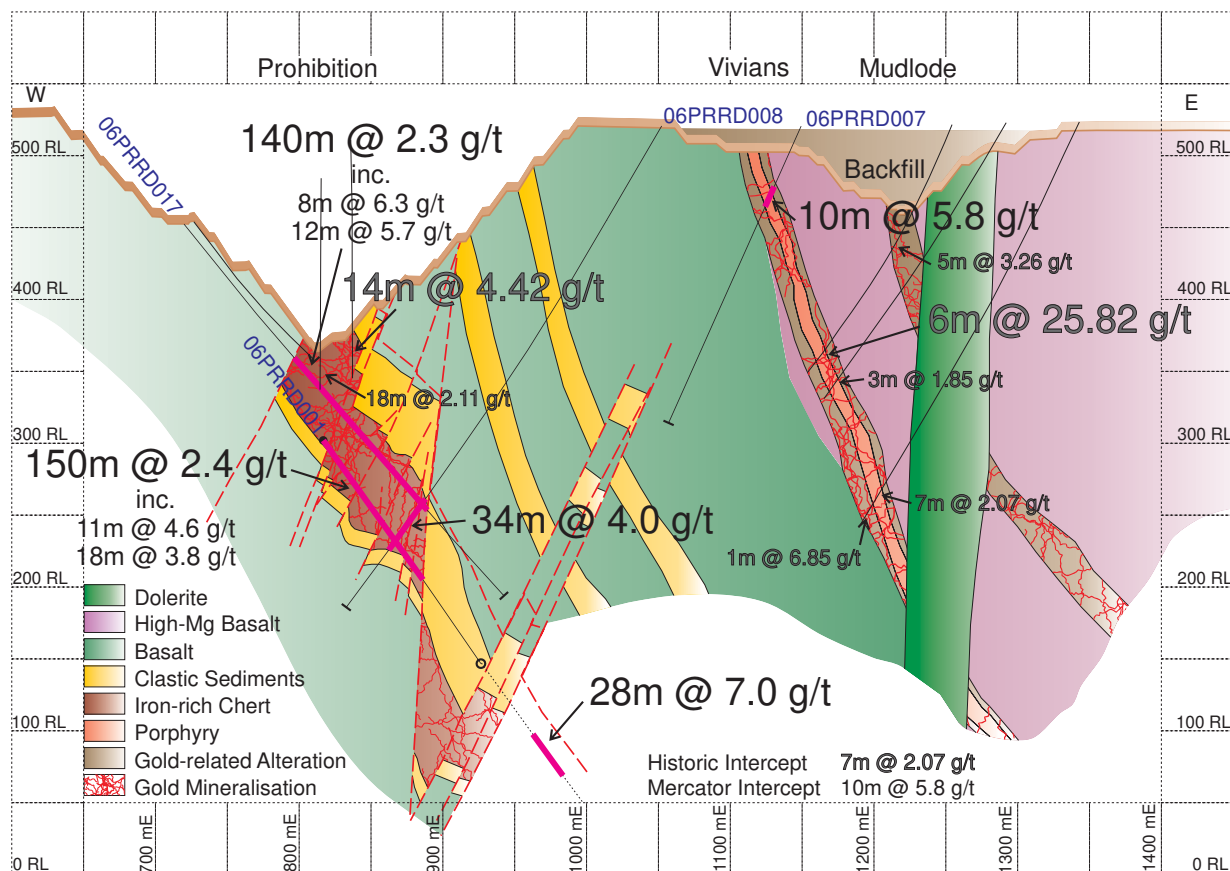 Prohibition
Vivians
Mudlode
W
E
06PRRD017
06PRRD008
06PRRD007
140m @ 2.3 g/t
inc.
8m @ 6.3 g/t
12m @ 5.7 g/t
500 RL
500 RL
Backfill
10m @ 5.8 g/t
5m @ 3.26 g/t
14m @ 4.42 g/t
400 RL
400 RL
6m @ 25.82 g/t
06PRRD001
18m @ 2.11 g/t
3m @ 1.85 g/t
300 RL
300 RL
150m @ 2.4 g/t
inc.
11m @ 4.6 g/t
18m @ 3.8 g/t
34m @ 4.0 g/t
7m @ 2.07 g/t
1m @ 6.85 g/t
200 RL
200 RL
Dolerite
High-Mg Basalt
Basalt
Clastic Sediments
Iron-rich Chert
Porphyry
Gold-related Alteration
Gold Mineralisation
28m @ 7.0 g/t
100 RL
100 RL
Historic Intercept 7m @ 2.07 g/t
Mercator Intercept 10m @ 5.8 g/t
0 RL
700 mE
800 mE
900 mE
1000 mE
1100 mE
1200 mE
1300 mE
1400 mE
0 RL